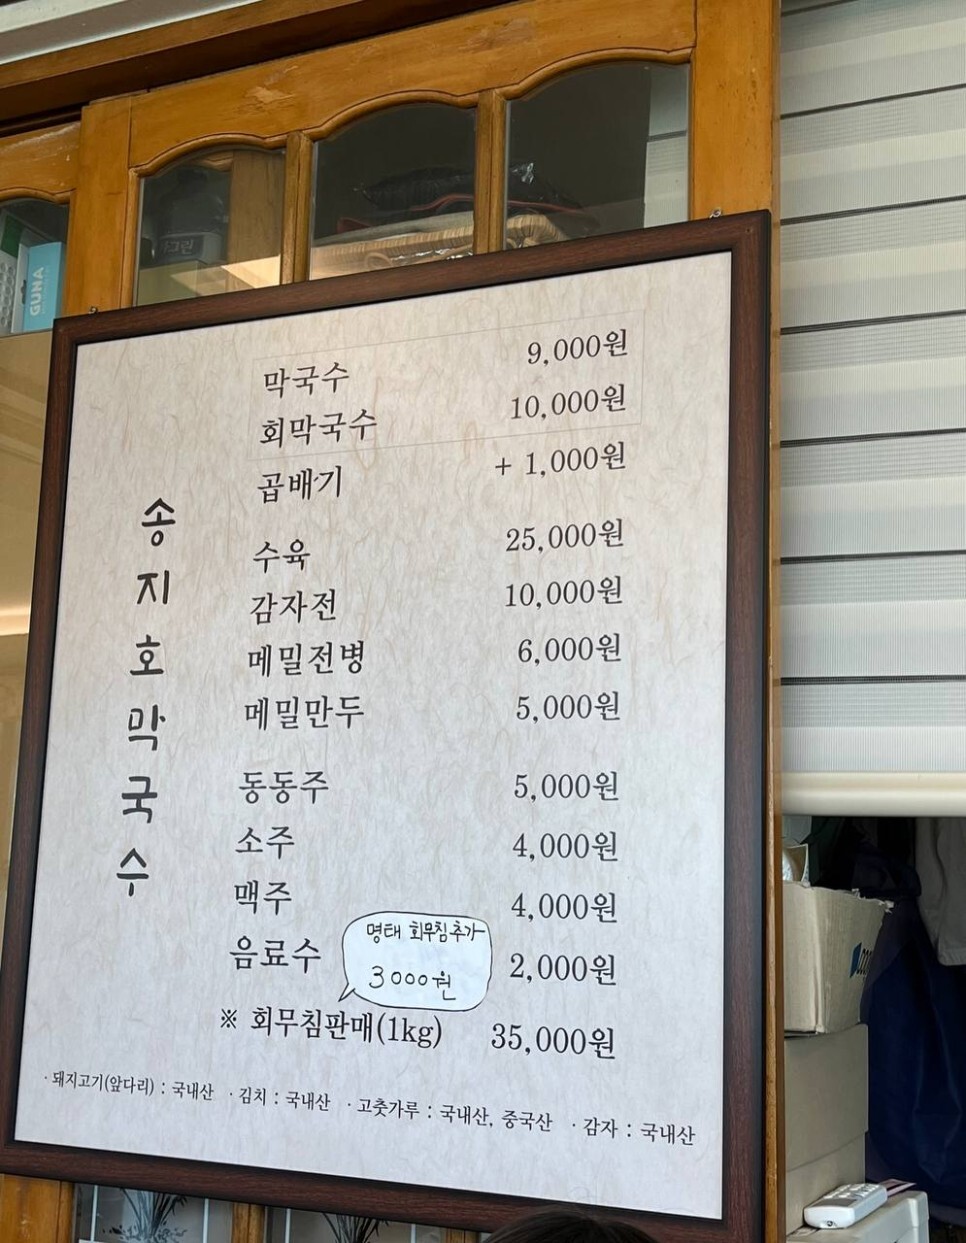 GUNA
그린
송지호막국수
막국수 9,000원
회막국수 10,000원
곱배기 + 1,000원
수육 25,000원
감자전 10,000원
메밀전병 6,000원
메밀만두 5,000원
동동주 5,000원
소주 4,000원
맥주 4,000원
음료수 2,000원
명태 회무침추가
3000원
※ 회무침판매(1kg) 35,000원
· 돼지고기(앞다리) : 국내산 · 김치 : 국내산 · 고춧가루 : 국내산, 중국산 · 감자 : 국내산